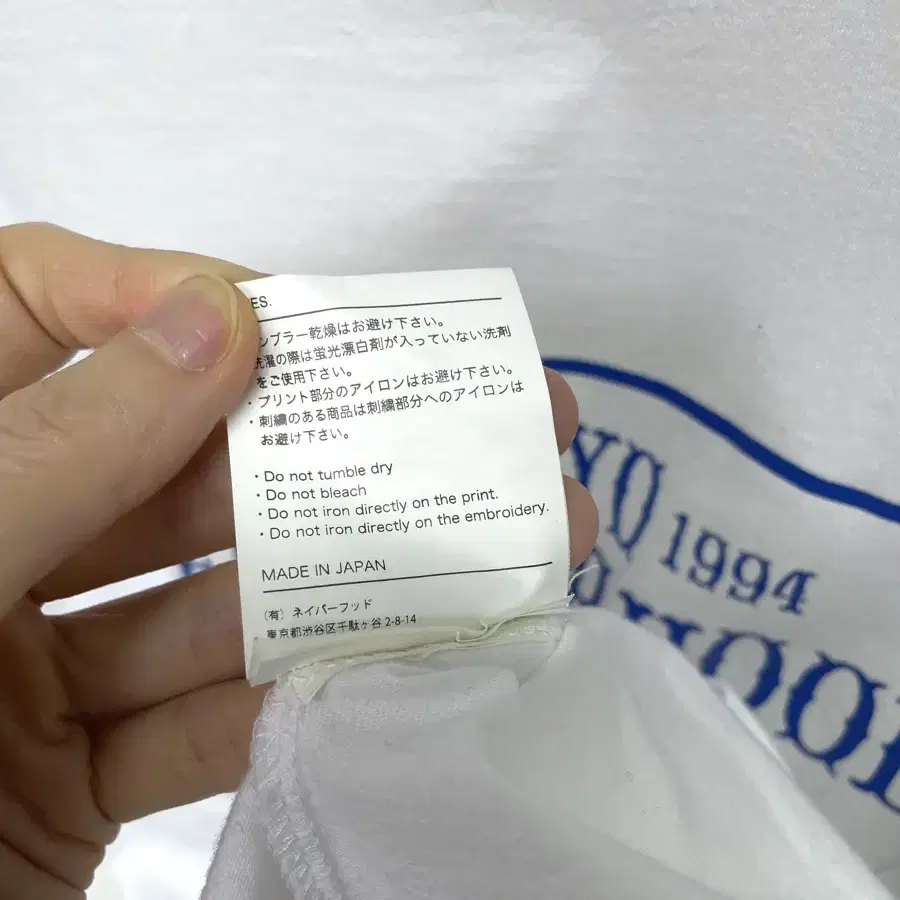 ES.
ンブラー乾燥はお避け下さい。
洗濯の際は蛍光漂白剤が入っていない洗剤
をご使用下さい。
・プリント部分のアイロンはお避け下さい。
・刺繍のある商品は刺繍部分へのアイロンは
お避け下さい。
・Do not tumble dry
・Do not bleach
・Do not iron directly on the print.
・Do not iron directly on the embroidery.
MADE IN JAPAN
(有) ネイバーフッド
東京都渋谷区千駄ヶ谷 2-8-14
YO 1994
HOOD